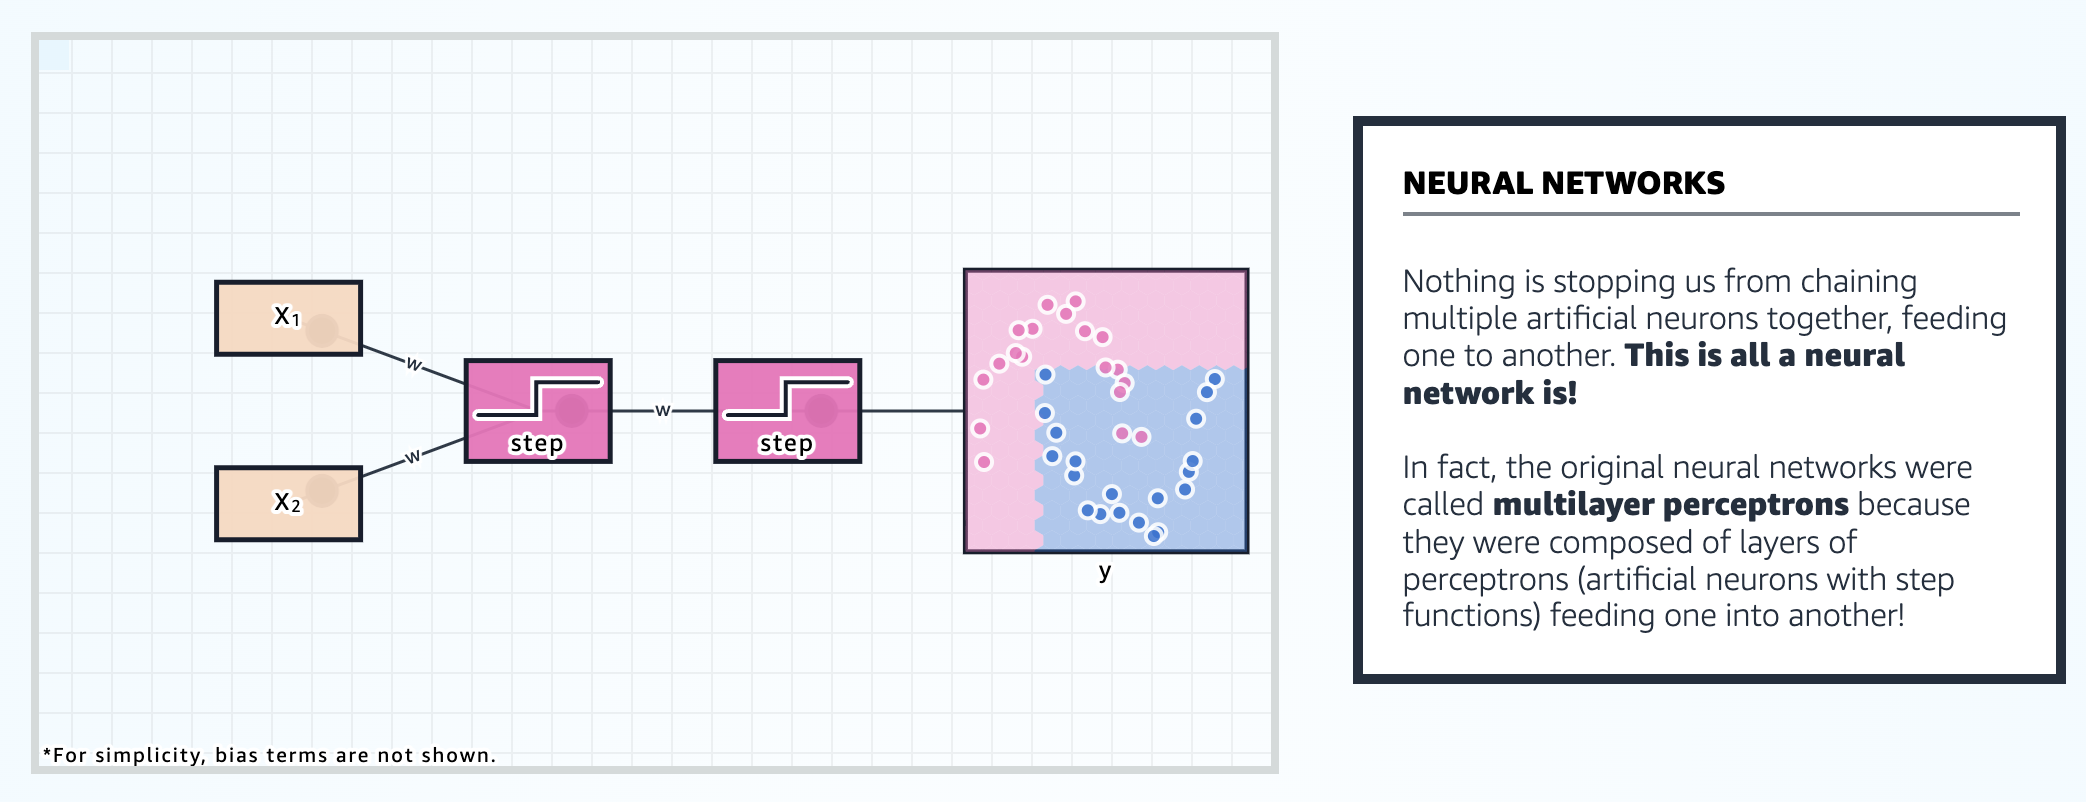 X₁
w
step
w
step
w
X₂
y
*For simplicity, bias terms are not shown.
NEURAL NETWORKS
Nothing is stopping us from chaining
multiple artificial neurons together, feeding
one to another. This is all a neural
network is!
In fact, the original neural networks were
called multilayer perceptrons because
they were composed of layers of
perceptrons (artificial neurons with step
functions) feeding one into another!